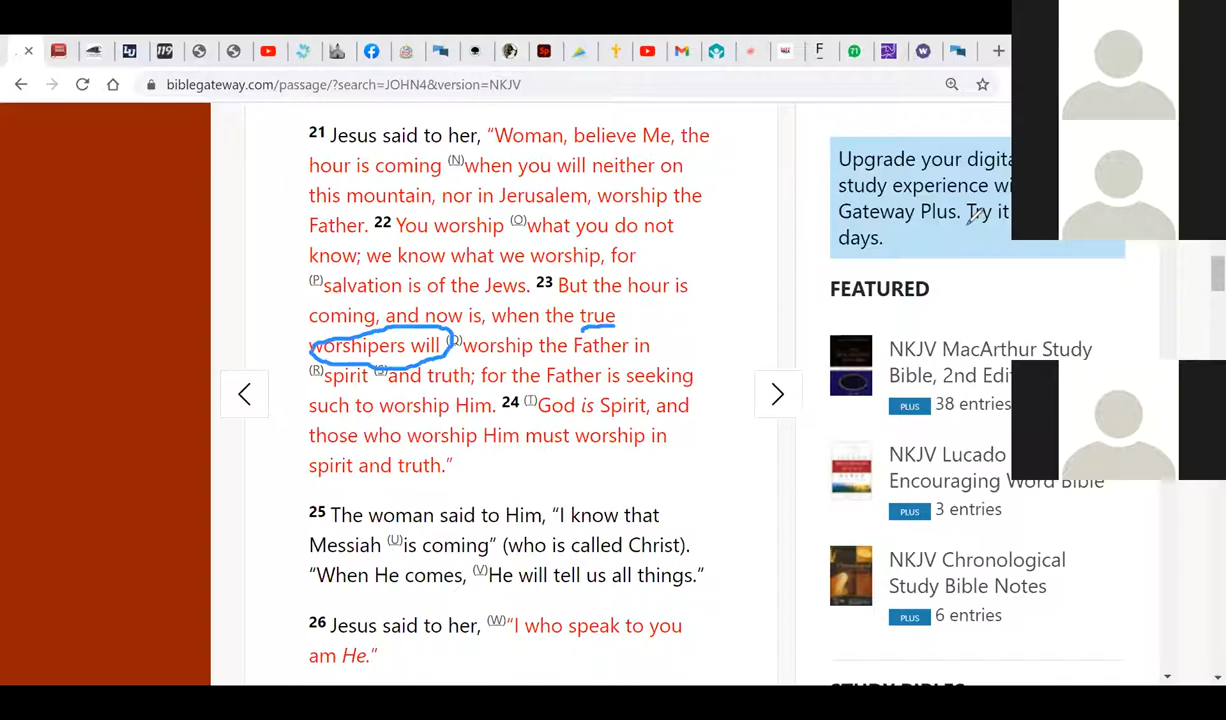 119
F
71
W
biblegateway.com/passage/?search=JOHN4&version=NKJV
21 Jesus said to her, “Woman, believe Me, the
hour is coming (N)when you will neither on
this mountain, nor in Jerusalem, worship the
Father. 22 You worship (O)what you do not
know; we know what we worship, for
(P)salvation is of the Jews. 23 But the hour is
coming, and now is, when the true
worshipers will (Q)worship the Father in
(R)spirit (S)and truth; for the Father is seeking
such to worship Him. 24 (T)God is Spirit, and
those who worship Him must worship in
spirit and truth.”
25 The woman said to Him, “I know that
Messiah (U)is coming” (who is called Christ).
“When He comes, (V)He will tell us all things.”
26 Jesus said to her, (W)“I who speak to you
am He.”
Upgrade your digita
study experience wi
Gateway Plus. Try it
days.
FEATURED
NKJV MacArthur Study
Bible, 2nd Edi
PLUS 38 entries
NKJV Lucado
Encouraging Word Bible
PLUS 3 entries
NKJV Chronological
Study Bible Notes
PLUS 6 entries
STUDY BIBLES